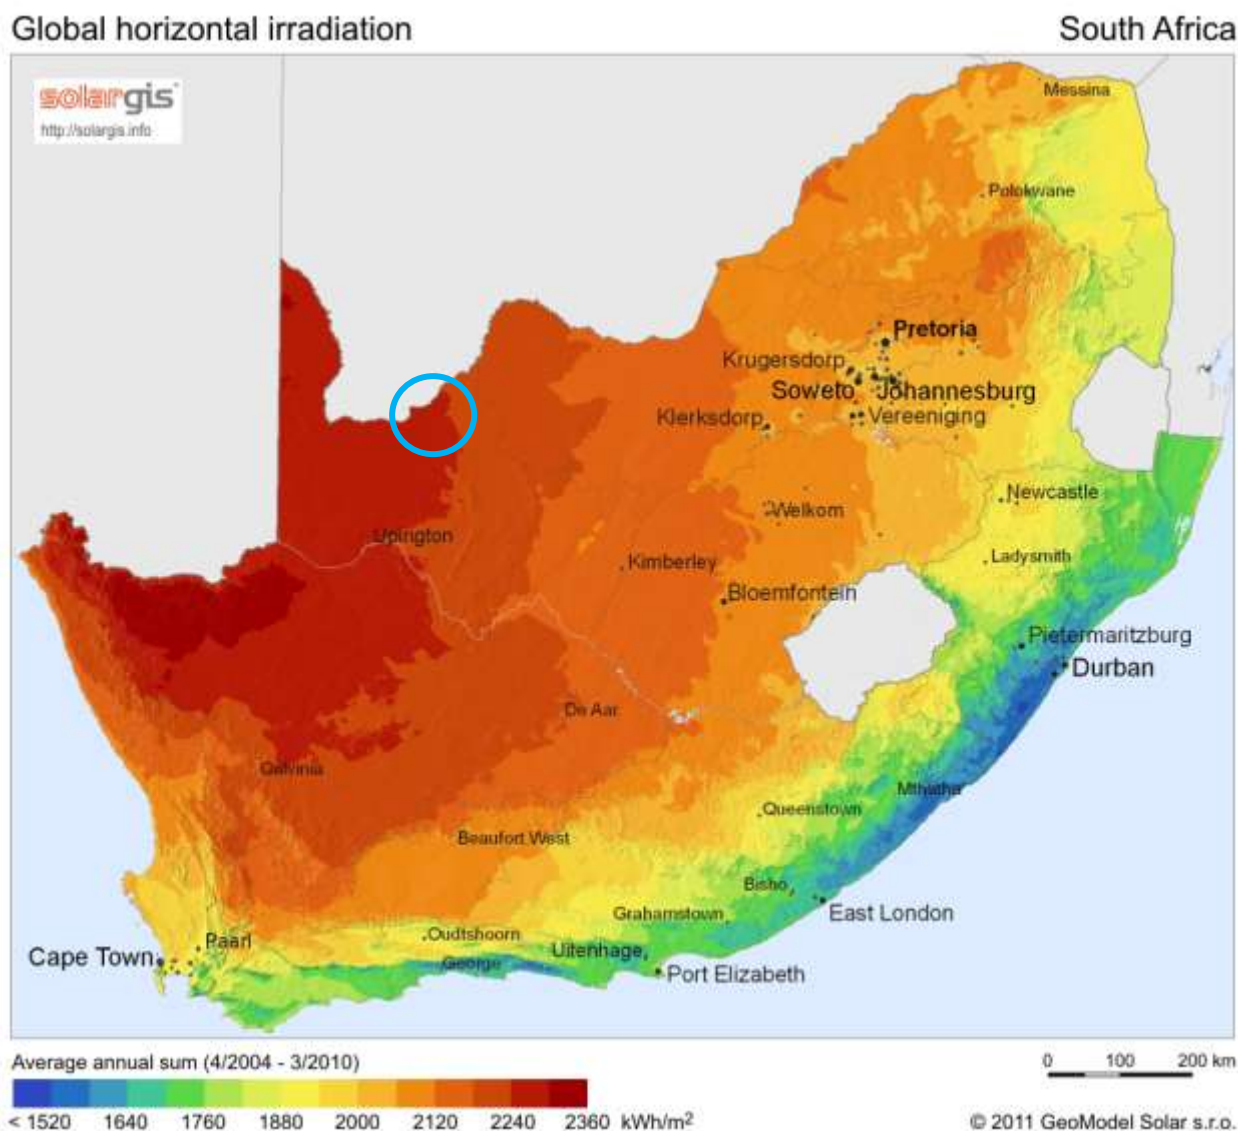 Global horizontal irradiation
South Africa
solargis
http://solargis.info
Messina
Polokwane
Pretoria
Krugersdorp
Soweto
Johannesburg
Klerksdorp
Vereeniging
Newcastle
Welkom
Upington
Ladysmith
Kimberley
Bloemfontein
Pietermaritzburg
Durban
De Aar
Calvinia
Mthatha
Queenstown
Beaufort West
Bisho
East London
Grahamstown
Oudtshoorn
Paarl
Cape Town
Uitenhage
George
Port Elizabeth
Average annual sum (4/2004 - 3/2010)
0 100 200 km
< 1520 1640 1760 1880 2000 2120 2240 2360 kWh/m²
© 2011 GeoModel Solar s.r.o.